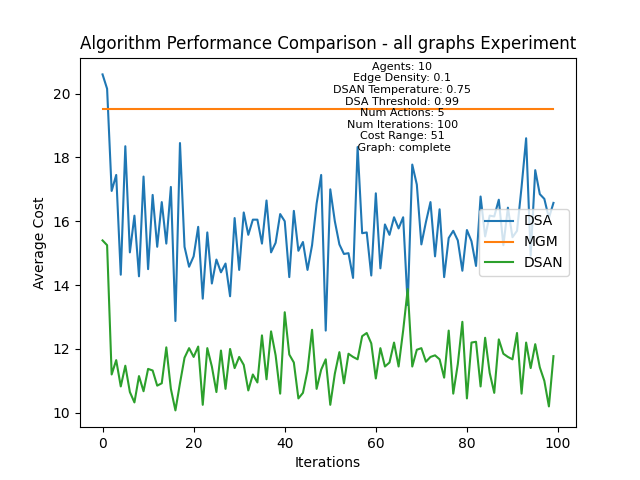 Algorithm Performance Comparison - all graphs Experiment
Agents: 10
Edge Density: 0.1
DSAN Temperature: 0.75
DSA Threshold: 0.99
Num Actions: 5
Num Iterations: 100
Cost Range: 51
Graph: complete
Average Cost
20
18
16
14
12
10
DSA
MGM
DSAN
0 20 40 60 80 100
Iterations